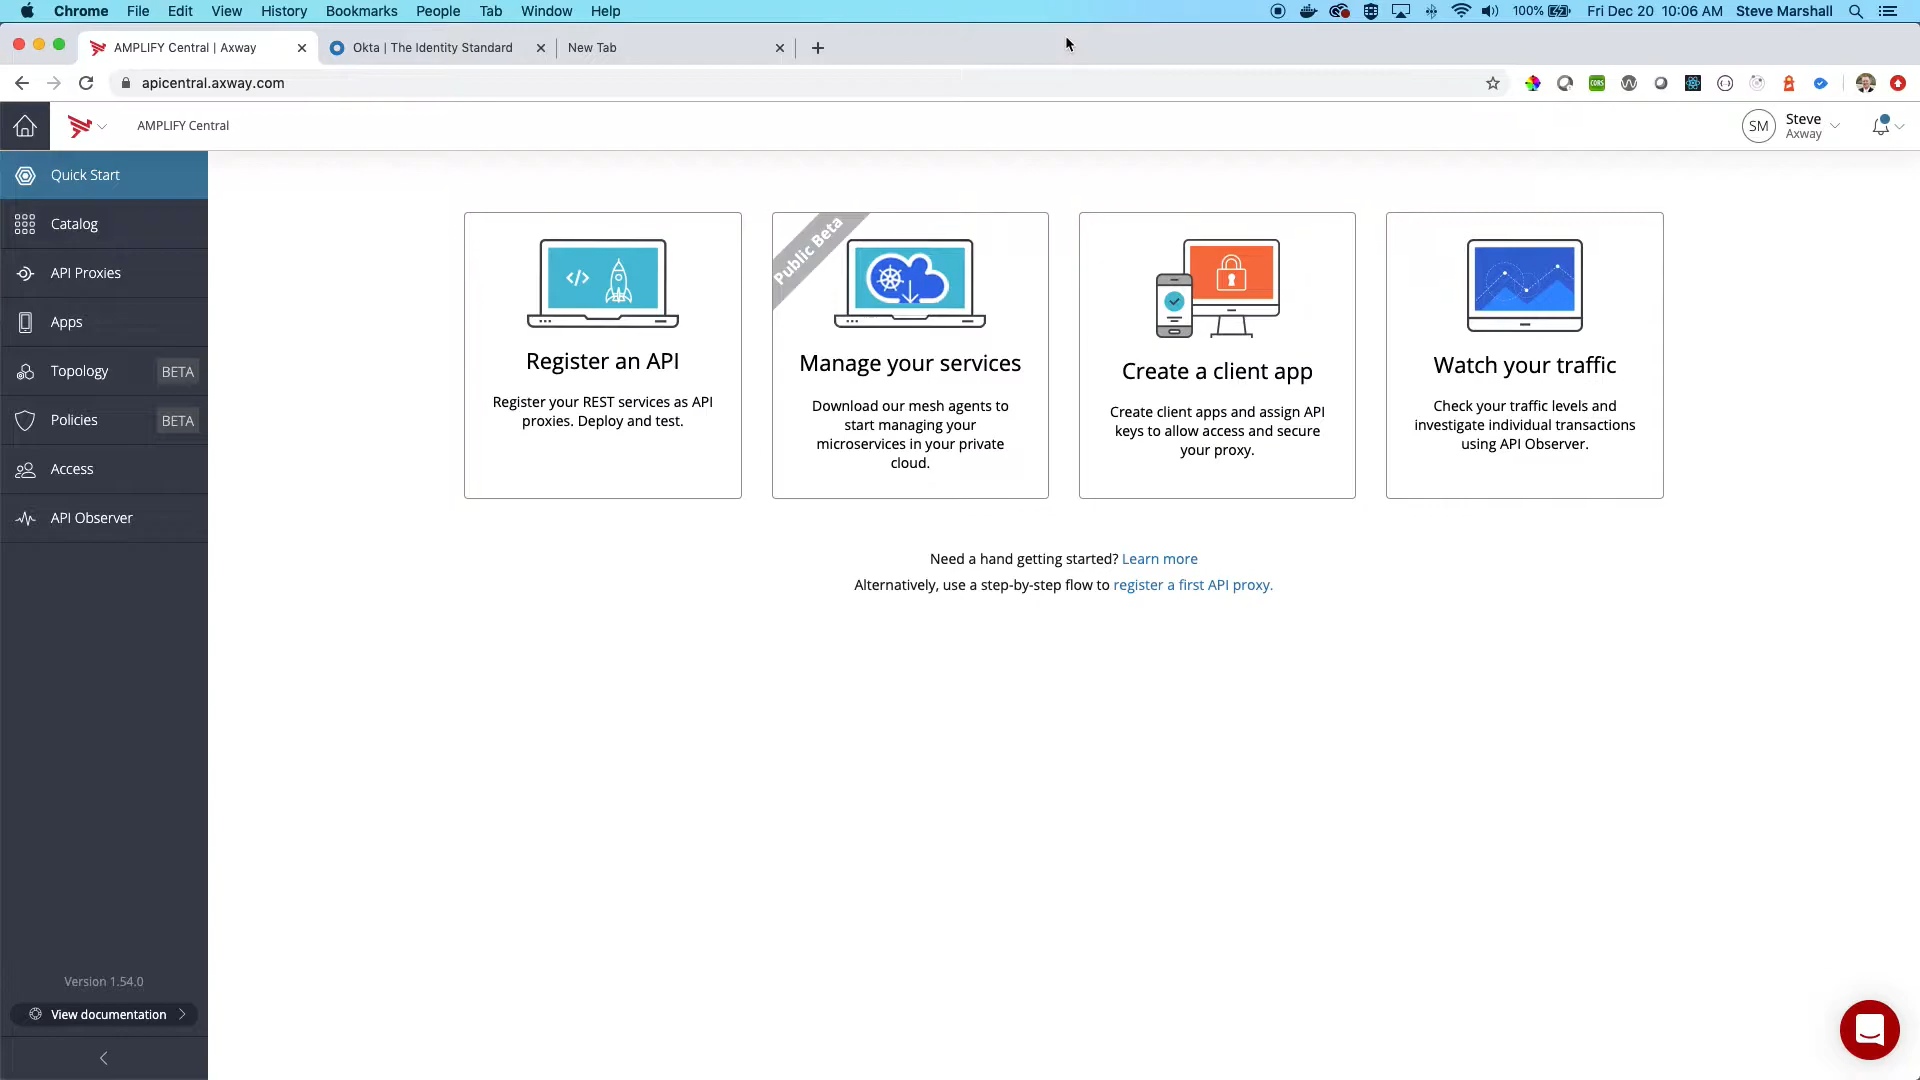 Chrome File Edit View History Bookmarks People Tab Window Help
100% Fri Dec 20 10:06 AM Steve Marshall
AMPLIFY Central | Axway
Okta | The Identity Standard
New Tab
apicentral.axway.com
CORS
AMPLIFY Central
SM
Steve
Axway
Quick Start
Catalog
API Proxies
Apps
Topology BETA
Policies BETA
Access
API Observer
Version 1.54.0
View documentation
Register an API
Register your REST services as API
proxies. Deploy and test.
Public Beta
Manage your services
Download our mesh agents to
start managing your
microservices in your private
cloud.
Create a client app
Create client apps and assign API
keys to allow access and secure
your proxy.
Watch your traffic
Check your traffic levels and
investigate individual transactions
using API Observer.
Need a hand getting started? Learn more
Alternatively, use a step-by-step flow to register a first API proxy.